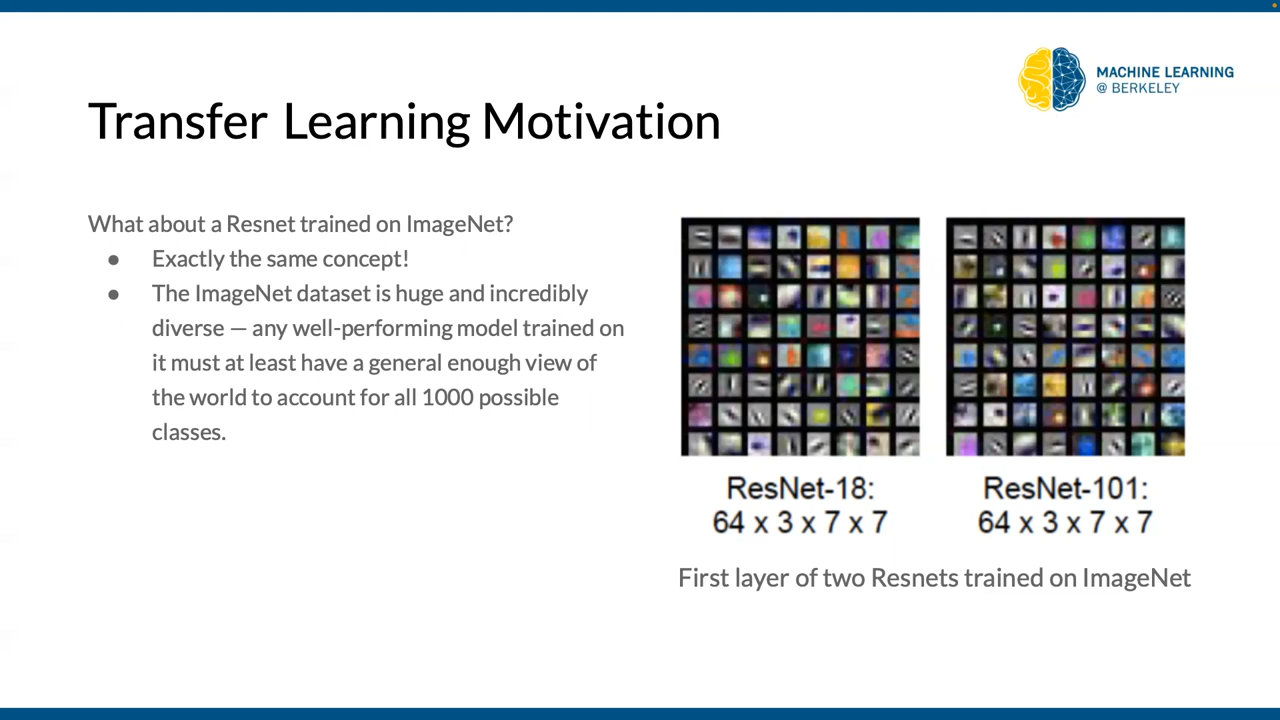 MACHINE LEARNING
@ BERKELEY
Transfer Learning Motivation
What about a Resnet trained on ImageNet?
● Exactly the same concept!
● The ImageNet dataset is huge and incredibly
diverse — any well-performing model trained on
it must at least have a general enough view of
the world to account for all 1000 possible
classes.
ResNet-18:
64 x 3 x 7 x 7
ResNet-101:
64 x 3 x 7 x 7
First layer of two Resnets trained on ImageNet